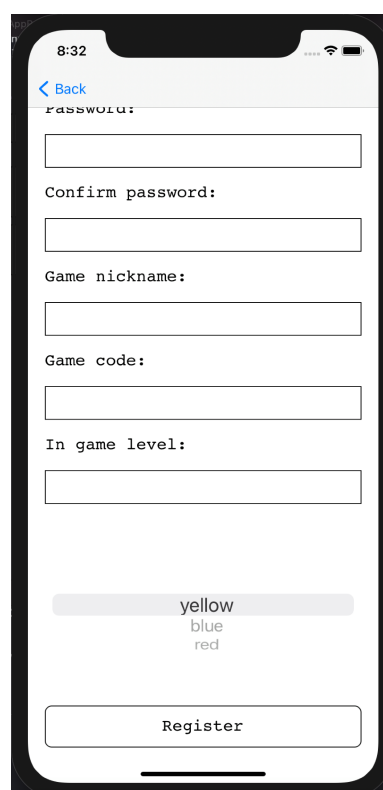 8:32
Back
Password:
Confirm password:
Game nickname:
Game code:
In game level:
yellow
blue
red
Register